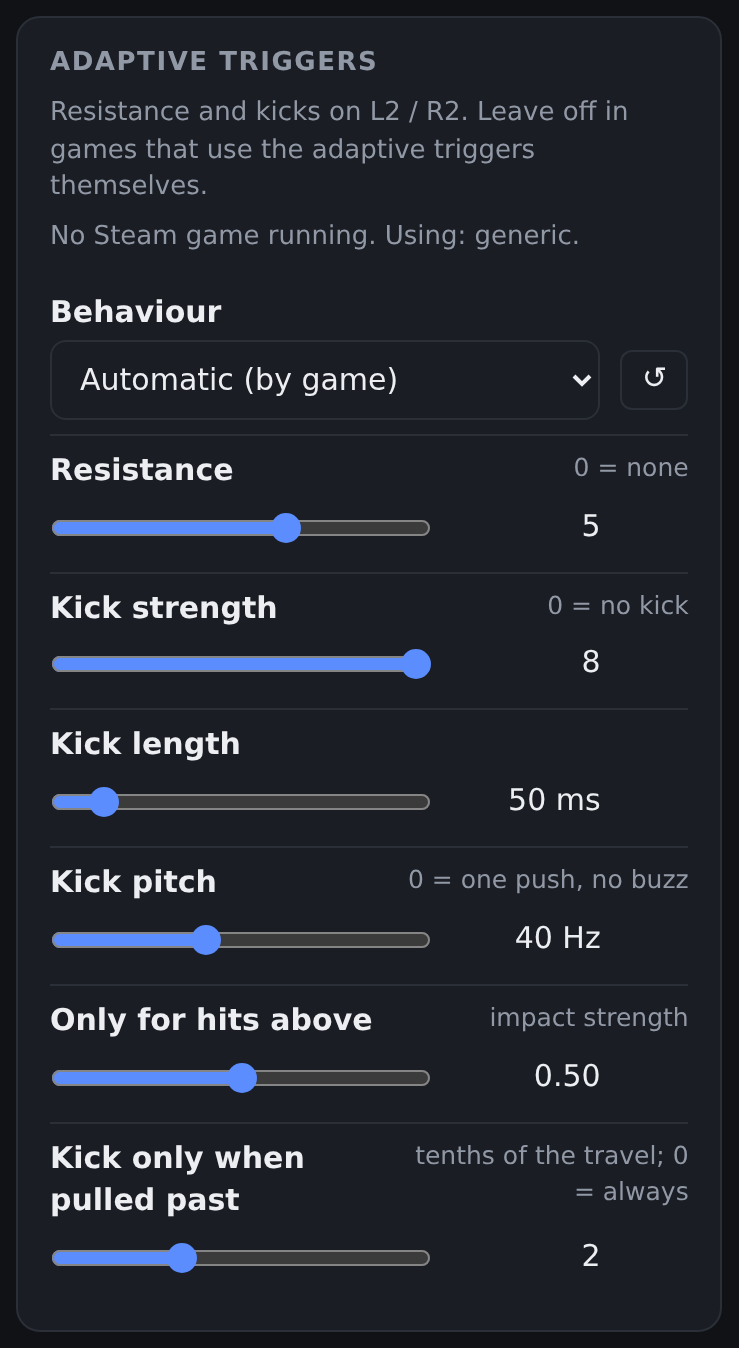 ADAPTIVE TRIGGERS
Resistance and kicks on L2 / R2. Leave off in
games that use the adaptive triggers
themselves.
No Steam game running. Using: generic.
Behaviour
Automatic (by game) ↺
Resistance 0 = none
5
Kick strength 0 = no kick
8
Kick length
50 ms
Kick pitch 0 = one push, no buzz
40 Hz
Only for hits above impact strength
0.50
Kick only when tenths of the travel; 0
pulled past = always
2